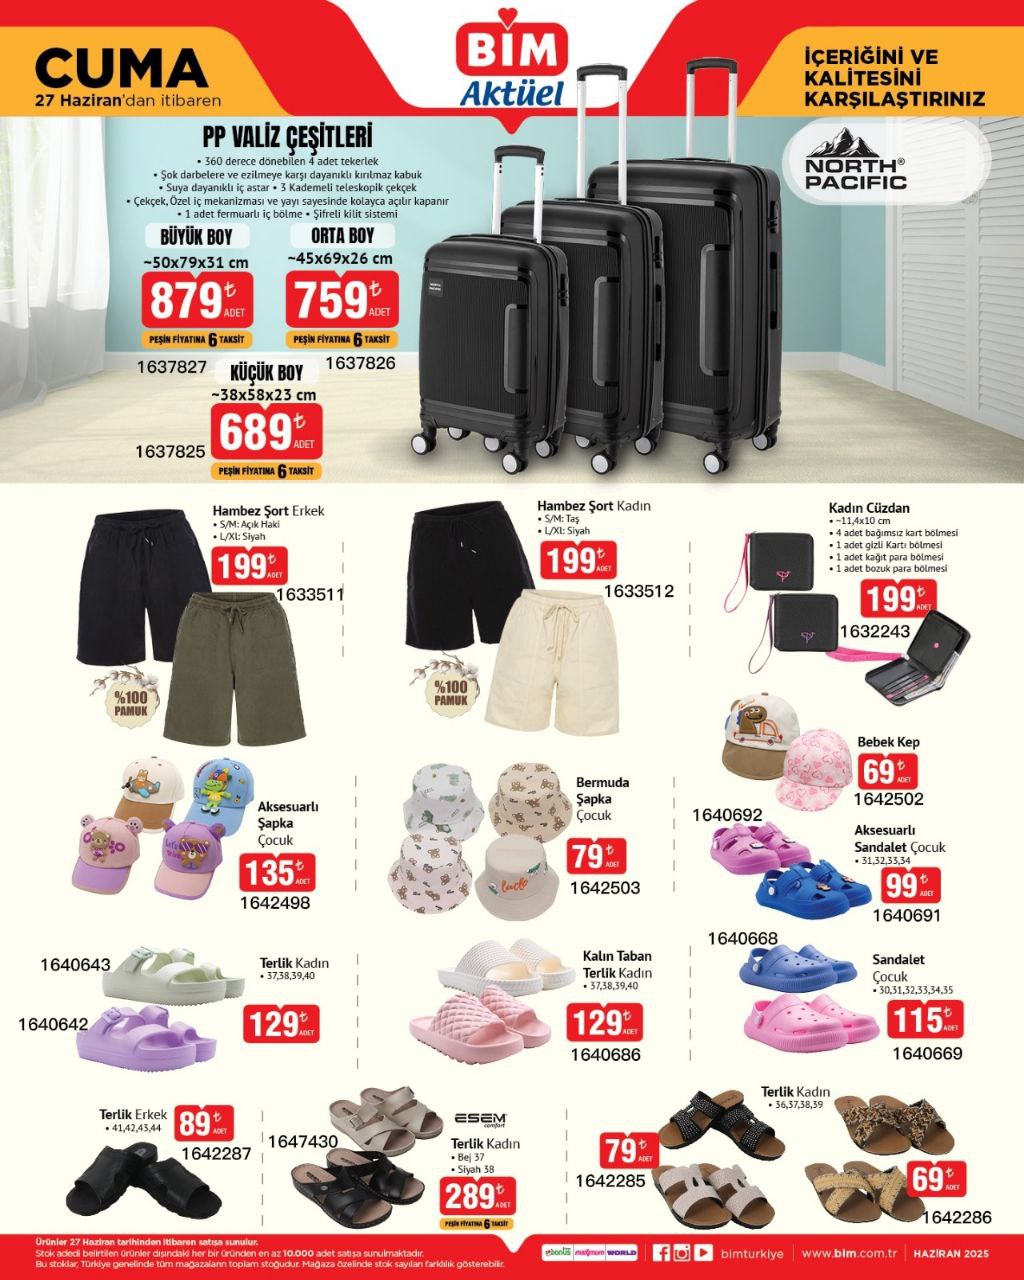 CUMA
27 Haziran'dan itibaren
BİM
Aktüel
İÇERİĞİNİ VE
KALİTESİNİ
KARŞILAŞTIRINIZ
NORTH®
PACIFIC
PP VALİZ ÇEŞİTLERİ
• 360 derece dönebilen 4 adet tekerlek
• Şok darbelere ve ezilmeye karşı dayanıklı kırılmaz kabuk
• Suya dayanıklı iç astar • 3 Kademeli teleskopik çekçek
• Çekçek, Özel iç mekanizması ve yayı sayesinde kolayca açılır kapanır
• 1 adet fermuarlı iç bölme • Şifreli kilit sistemi
BÜYÜK BOY
~50x79x31 cm
879₺
ADET
PEŞİN FİYATINA 6 TAKSİT
1637827
ORTA BOY
~45x69x26 cm
759₺
ADET
PEŞİN FİYATINA 6 TAKSİT
1637826
KÜÇÜK BOY
~38x58x23 cm
689₺
ADET
PEŞİN FİYATINA 6 TAKSİT
1637825
NORTH
PACIFIC
Hambez Şort Erkek
• S/M: Açık Haki
• L/Xl: Siyah
199₺
ADET
1633511
%100
PAMUK
Hambez Şort Kadın
• S/M: Taş
• L/XL: Siyah
199₺
ADET
1633512
%100
PAMUK
Kadın Cüzdan
• ~11,4x10 cm
• 4 adet bağımsız kart bölmesi
• 1 adet gizli Kartı bölmesi
• 1 adet kağıt para bölmesi
• 1 adet bozuk para bölmesi
199₺
ADET
1632243
Aksesuarlı
Şapka
Çocuk
135₺
ADET
1642498
Bermuda
Şapka
Çocuk
79₺
ADET
1642503
Bebek Kep
69₺
ADET
1642502
1640692
Aksesuarlı
Sandalet Çocuk
• 31,32,33,34
99₺
ADET
1640691
1640643
1640642
Terlik Kadın
• 37,38,39,40
129₺
ADET
Kalın Taban
Terlik Kadın
• 37,38,39,40
129₺
ADET
1640686
1640668
Sandalet
Çocuk
• 30,31,32,33,34,35
115₺
ADET
1640669
Terlik Erkek
• 41,42,43,44
89₺
ADET
1642287
1647430
ESEM
comfort
Terlik Kadın
• Bej 37
• Siyah 38
289₺
ADET
PEŞİN FİYATINA 6 TAKSİT
Terlik Kadın
• 36,37,38,39
79₺
ADET
1642285
69₺
ADET
1642286
Ürünler 27 Haziran tarihinden itibaren satışa sunulur.
Stok adedi belirtilen ürünler dışındaki her bir üründen en az 10.000 adet satışa sunulmaktadır.
Bu stoklar, Türkiye genelinde tüm mağazaların toplam stoğudur. Mağaza özelinde stok sayıları farklılık gösterebilir.
bonus maximum WORLD
bimturkiye
www.bim.com.tr
HAZİRAN 2025